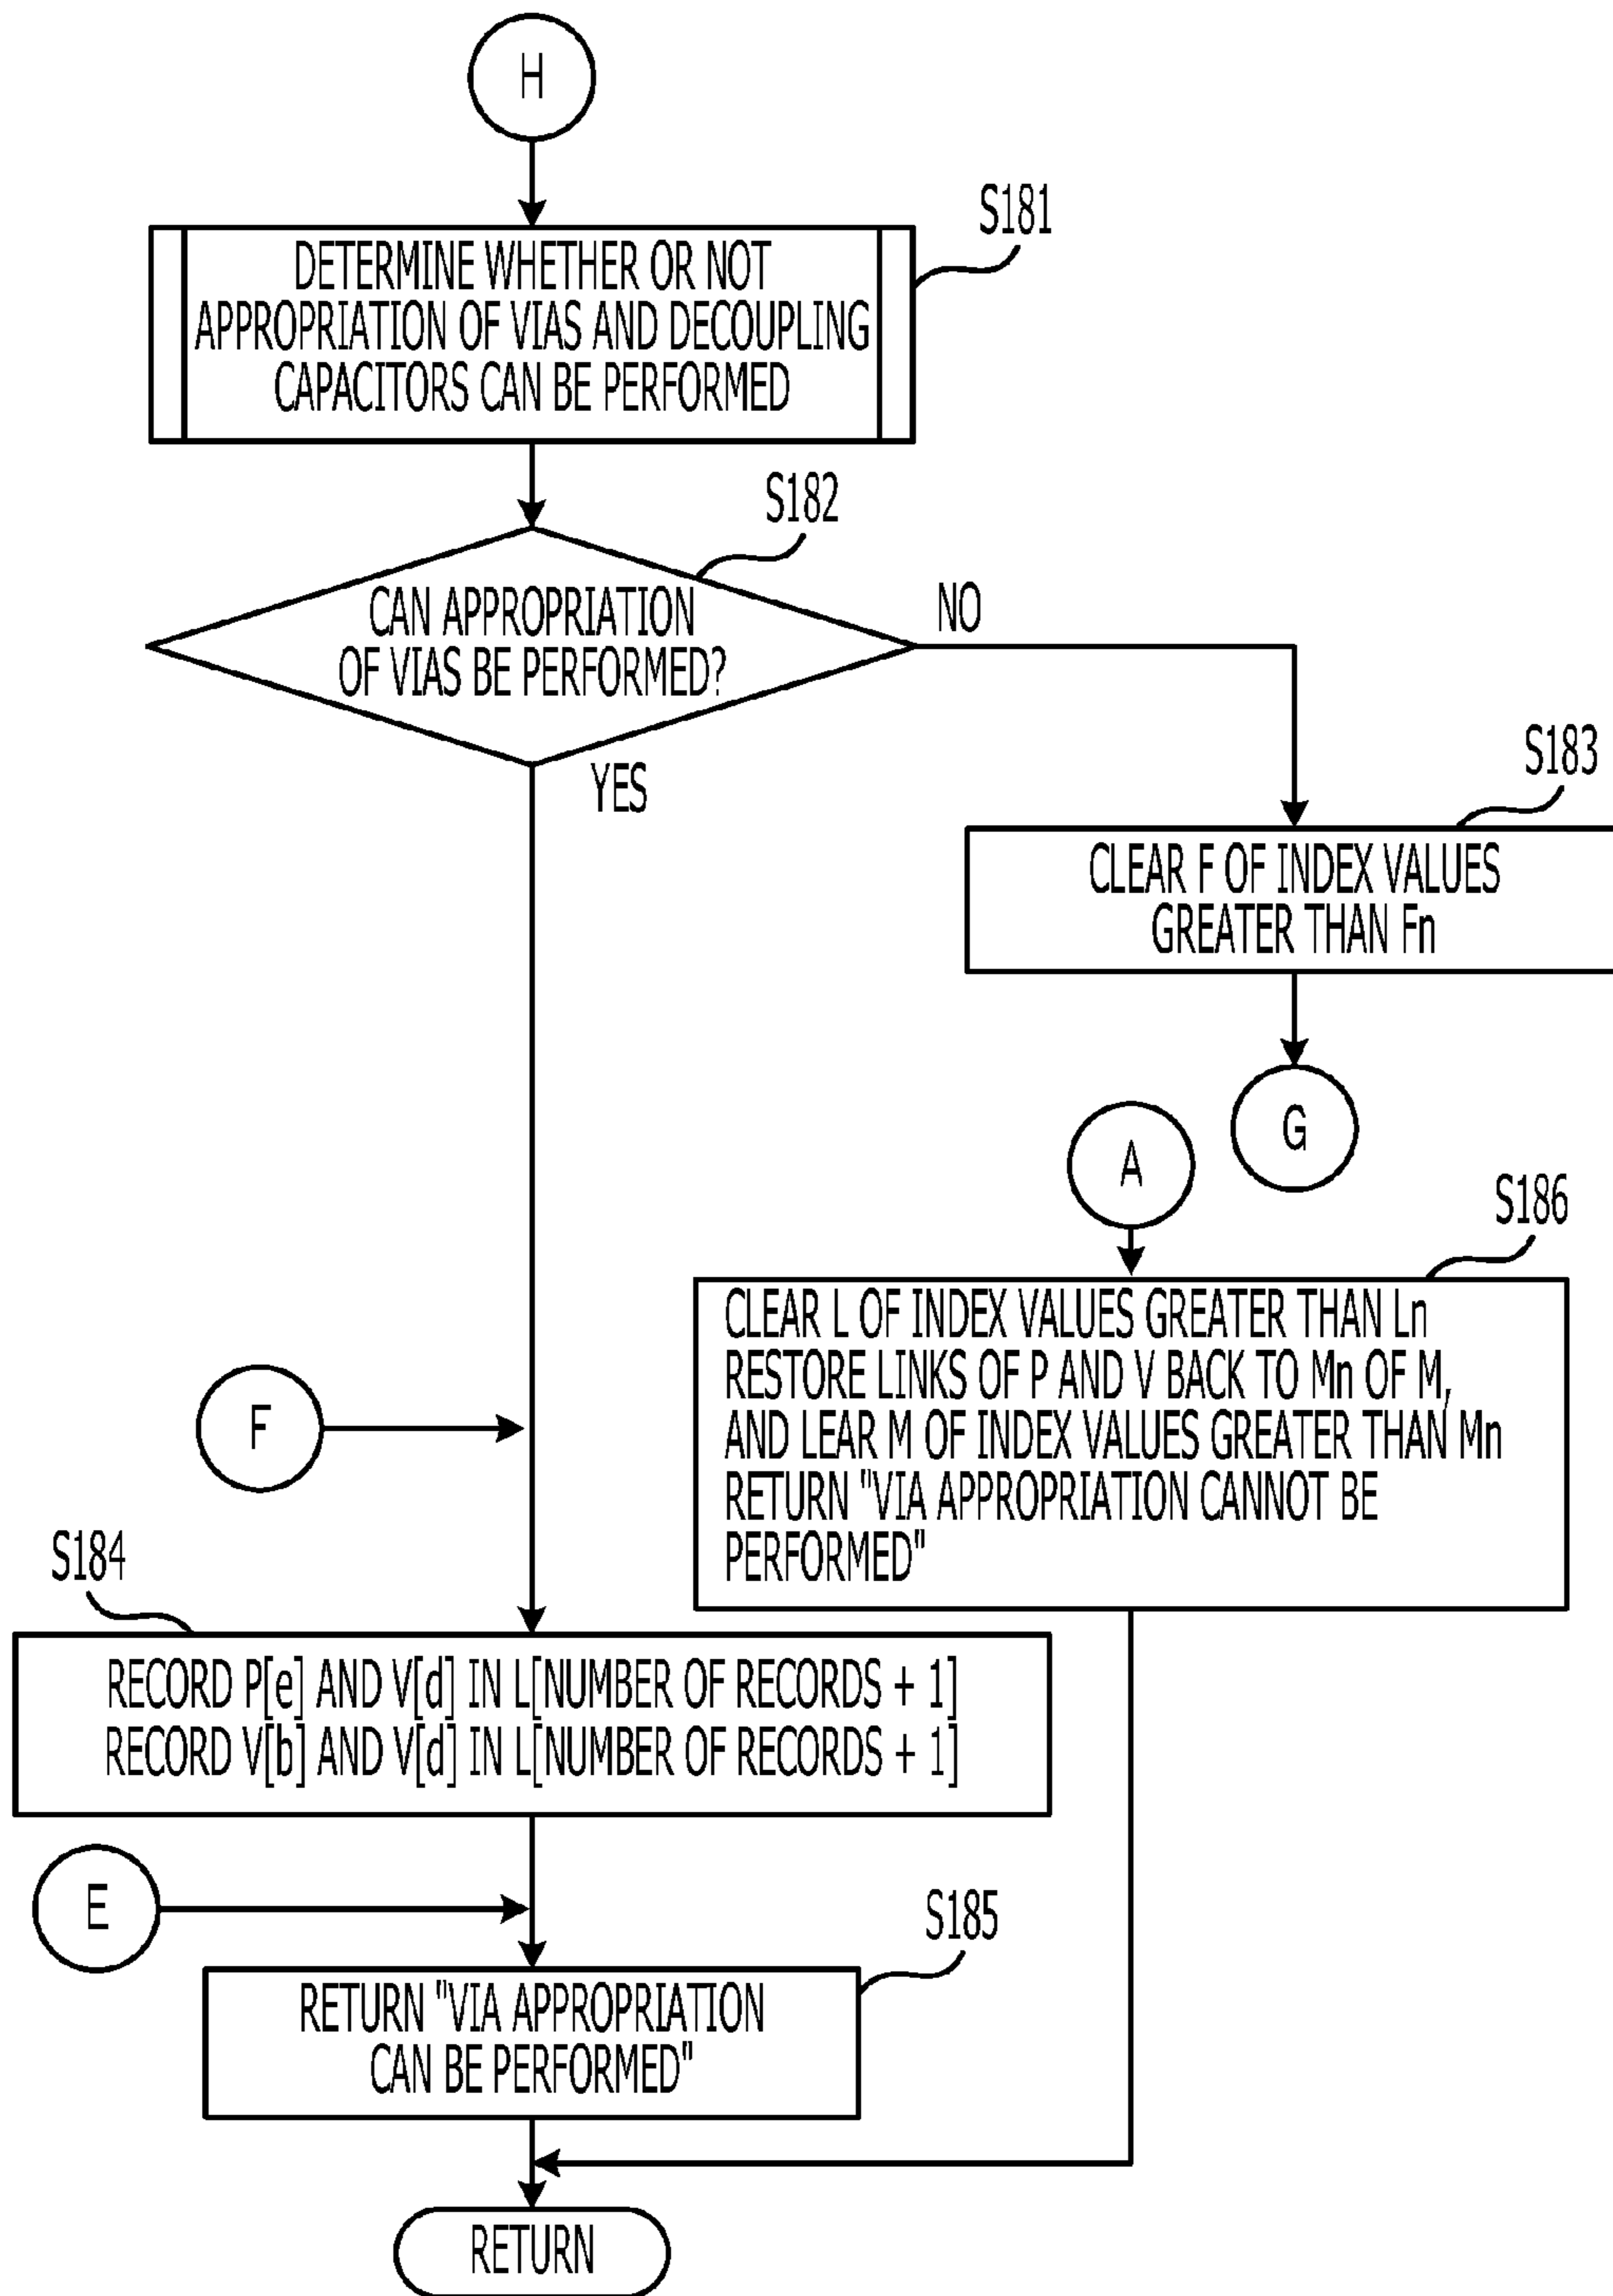 H
S181
DETERMINE WHETHER OR NOT
APPROPRIATION OF VIAS AND DECOUPLING
CAPACITORS CAN BE PERFORMED
S182
CAN APPROPRIATION
OF VIAS BE PERFORMED?
NO
YES
S183
CLEAR F OF INDEX VALUES
GREATER THAN Fn
G
A
S186
CLEAR L OF INDEX VALUES GREATER THAN Ln
RESTORE LINKS OF P AND V BACK TO Mn OF M,
AND LEAR M OF INDEX VALUES GREATER THAN Mn
RETURN "VIA APPROPRIATION CANNOT BE
PERFORMED"
F
S184
RECORD P[e] AND V[d] IN L[NUMBER OF RECORDS + 1]
RECORD V[b] AND V[d] IN L[NUMBER OF RECORDS + 1]
E
S185
RETURN "VIA APPROPRIATION
CAN BE PERFORMED"
RETURN